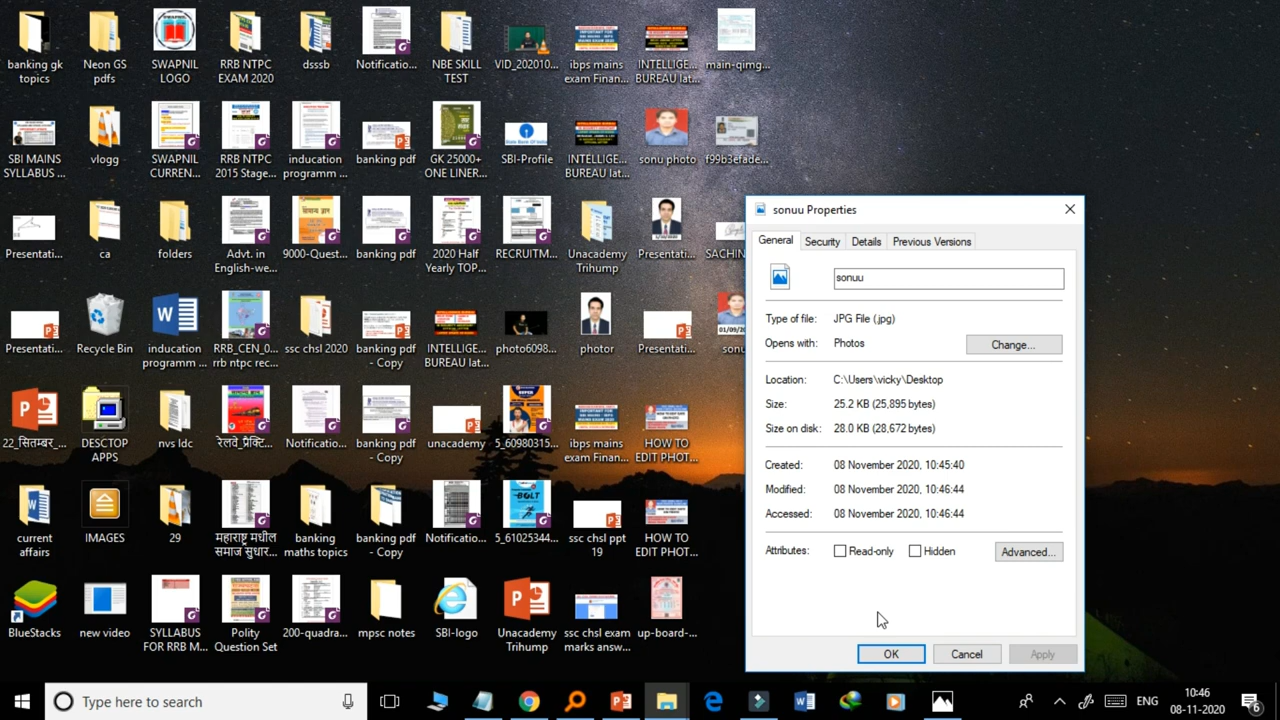 banking gk
topics
Neon GS
pdfs
SWAPNIL
LOGO
RRB NTPC
EXAM 2020
dsssb
Notificatio...
NBE SKILL
TEST
VID_202010...
ibps mains
exam Finan...
INTELLIGE...
BUREAU lat...
main-qimg...
SBI MAINS
SYLLABUS ...
vlogg
SWAPNIL
CURREN...
RRB NTPC
2015 Stage...
inducation
programm ...
banking pdf
GK 25000+
ONE LINER...
SBI-Profile
INTELLIGE...
BUREAU lat...
sonu photo
f99b3efade...
Presentati...
ca
folders
Advt. in
English-we...
9000-Quest...
banking pdf
2020 Half
Yearly TOP...
RECRUITM...
Unacademy
Trihump
Presentati...
SACHIN
Presentati...
Recycle Bin
inducation
programm ...
RRB_CEN_0...
rrb ntpc rec...
ssc chsl 2020
banking pdf
- Copy
INTELLIGE...
BUREAU lat...
photo6098...
photor
Presentati...
01/09/20
sonu
22_सितम्बर_...
DESCTOP
APPS
nvs ldc
रेलवे_प्रैक्टि...
Notificatio...
banking pdf
- Copy
unacademy
5_60980315...
ibps mains
exam Finan...
HOW TO
EDIT PHOT...
current
affairs
IMAGES
29
महाराष्ट्र मधील
समाज सुधार...
banking
maths topics
banking pdf
- Copy
Notificatio...
5_61025344...
ssc chsl ppt
19
HOW TO
EDIT PHOT...
BlueStacks
new video
SYLLABUS
FOR RRB M...
Polity
Question Set
200-quadra...
mpsc notes
SBI-logo
Unacademy
Trihump
ssc chsl exam
marks answ...
up-board-...
sonuu Properties
General
Security
Details
Previous Versions
sonuu
Type of file:
JPG File (.jpg)
Opens with:
Photos
Change...
Location:
C:\Users\vicky\Desktop
Size:
25.2 KB (25,895 bytes)
Size on disk:
28.0 KB (28,672 bytes)
Created:
08 November 2020, 10:45:40
Modified:
08 November 2020, 10:46:44
Accessed:
08 November 2020, 10:46:44
Attributes:
Read-only
Hidden
Advanced...
OK
Cancel
Apply
Type here to search
ENG
10:46
08-11-2020
6